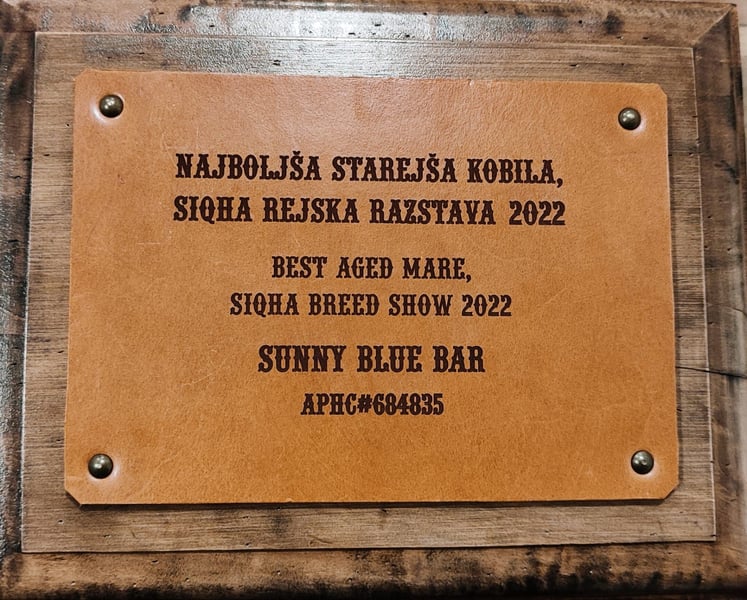 NAJBOLJŠA STAREJŠA KOBILA,
SIQHA REJSKA RAZSTAVA 2022
BEST AGED MARE,
SIQHA BREED SHOW 2022
SUNNY BLUE BAR
APHC#684835